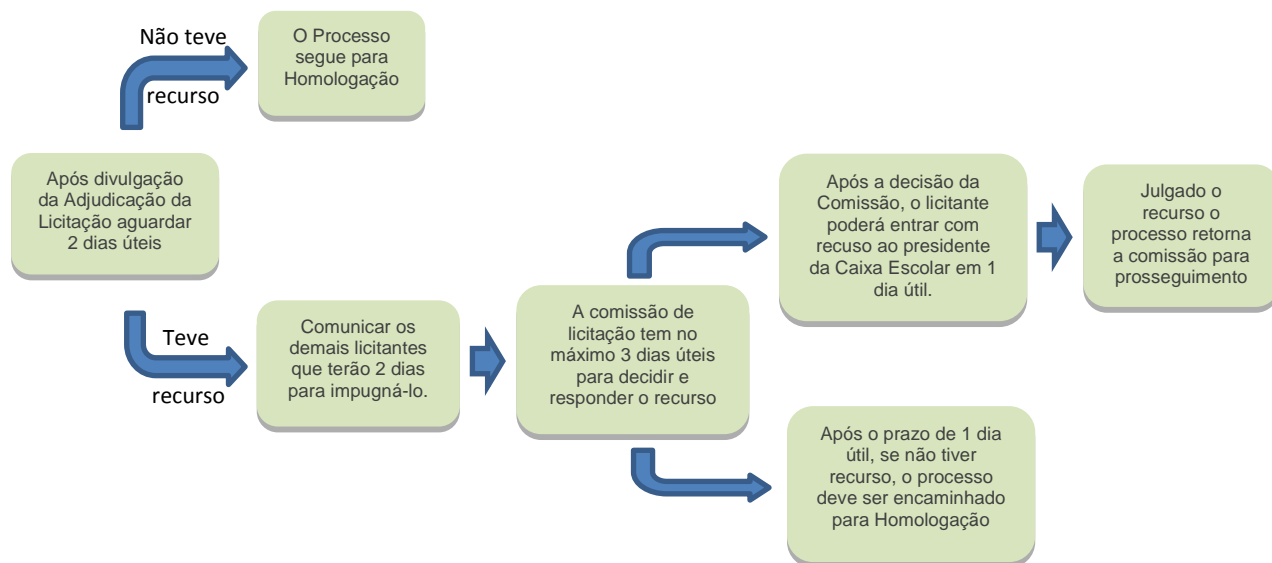 Não teve
recurso
O Processo
segue para
Homologação
Após divulgação
da Adjudicação da
Licitação aguardar
2 dias úteis
Teve
recurso
Comunicar os
demais licitantes
que terão 2 dias
para impugná-lo.
A comissão de
licitação tem no
máximo 3 dias úteis
para decidir e
responder o recurso
Após a decisão da
Comissão, o licitante
poderá entrar com
recuso ao presidente
da Caixa Escolar em 1
dia útil.
Julgado o
recurso o
processo retorna
a comissão para
prosseguimento
Após o prazo de 1 dia
útil, se não tiver
recurso, o processo
deve ser encaminhado
para Homologação